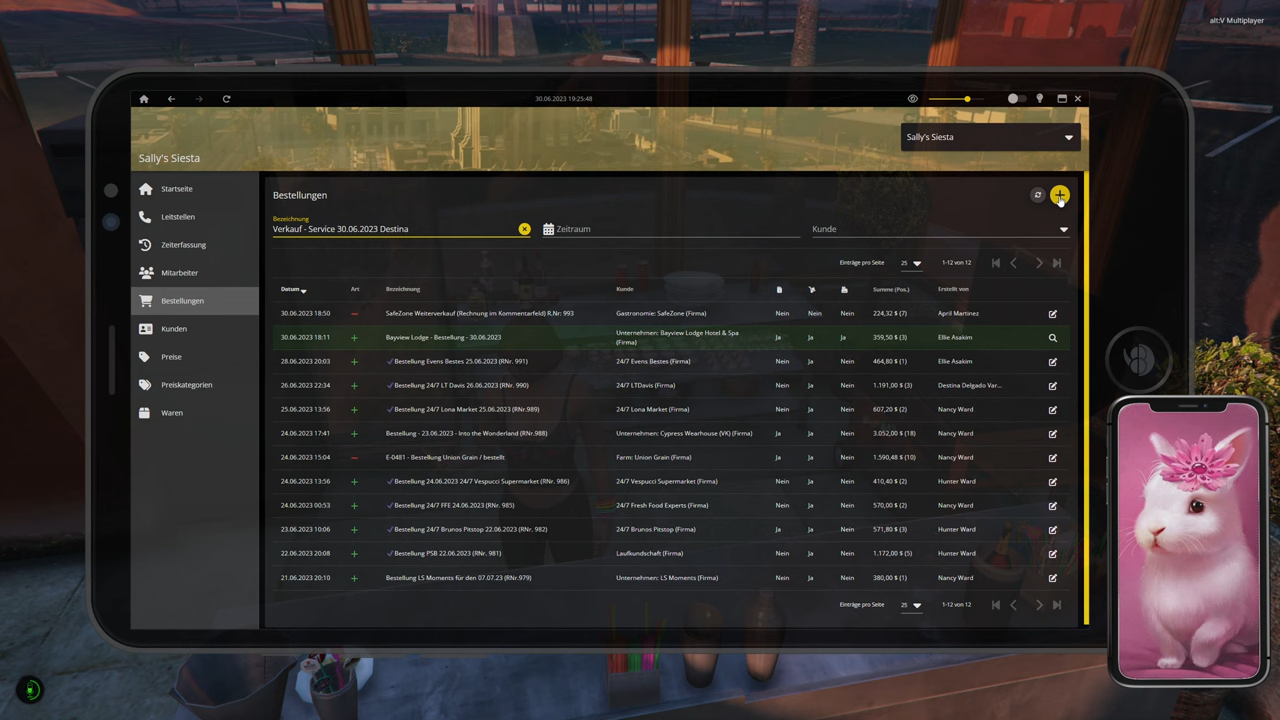 alt:V Multiplayer
30.06.2023 19:25:48
Sally's Siesta
Sally's Siesta
Startseite
Leitstellen
Zeiterfassung
Mitarbeiter
Bestellungen
Kunden
Preise
Preiskategorien
Waren
Bestellungen
Bezeichnung
Verkauf - Service 30.06.2023 Destina
Zeitraum
Kunde
Einträge pro Seite 25 1-12 von 12
Datum Art Bezeichnung Kunde Summe (Pos.) Erstellt von
30.06.2023 18:50 SafeZone Weiterverkauf (Rechnung im Kommentarfeld) R.Nr: 993 Gastronomie: SafeZone (Firma) Nein Nein Nein 224,32 $ (7) April Martinez
30.06.2023 18:11 Bayview Lodge - Bestellung - 30.06.2023 Unternehmen: Bayview Lodge Hotel & Spa (Firma) Ja Ja Ja 359,50 $ (3) Ellie Asakim
28.06.2023 20:03 Bestellung Evens Bestes 25.06.2023 (RNr. 991) 24/7 Evens Bestes (Firma) Nein Ja Nein 464,80 $ (1) Ellie Asakim
26.06.2023 22:34 Bestellung 24/7 LT Davis 26.06.2023 (RNr. 990) 24/7 LTDavis (Firma) Nein Ja Nein 1.191,00 $ (3) Destina Delgado Var...
25.06.2023 13:56 Bestellung 24/7 Lona Market 25.06.2023 (RNr.989) 24/7 Lona Market (Firma) Nein Ja Nein 607,20 $ (2) Nancy Ward
24.06.2023 17:41 Bestellung - 23.06.2023 - Into the Wonderland (RNr.988) Unternehmen: Cypress Wearhouse (VK) (Firma) Ja Ja Nein 3.052,00 $ (18) Nancy Ward
24.06.2023 15:04 E-0481 - Bestellung Union Grain / bestellt Farm: Union Grain (Firma) Ja Ja Nein 1.590,48 $ (10) Nancy Ward
24.06.2023 13:56 Bestellung 24.06.2023 24/7 Vespucci Supermarket (RNr. 986) 24/7 Vespucci Supermarket (Firma) Nein Ja Nein 410,40 $ (2) Hunter Ward
24.06.2023 00:53 Bestellung 24/7 FFE 24.06.2023 (RNr. 985) 24/7 Fresh Food Experts (Firma) Nein Ja Nein 570,00 $ (2) Nancy Ward
23.06.2023 10:06 Bestellung 24/7 Brunos Pitstop 22.06.2023 (RNr. 982) 24/7 Brunos Pitstop (Firma) Nein Ja Nein 571,80 $ (3) Hunter Ward
22.06.2023 20:08 Bestellung PSB 22.06.2023 (RNr. 981) Laufkundschaft (Firma) Nein Ja Nein 1.172,00 $ (5) Hunter Ward
21.06.2023 20:10 Bestellung LS Moments für den 07.07.23 (RNr.979) Unternehmen: LS Moments (Firma) Nein Ja Nein 380,00 $ (1) Nancy Ward
Einträge pro Seite 25 1-12 von 12